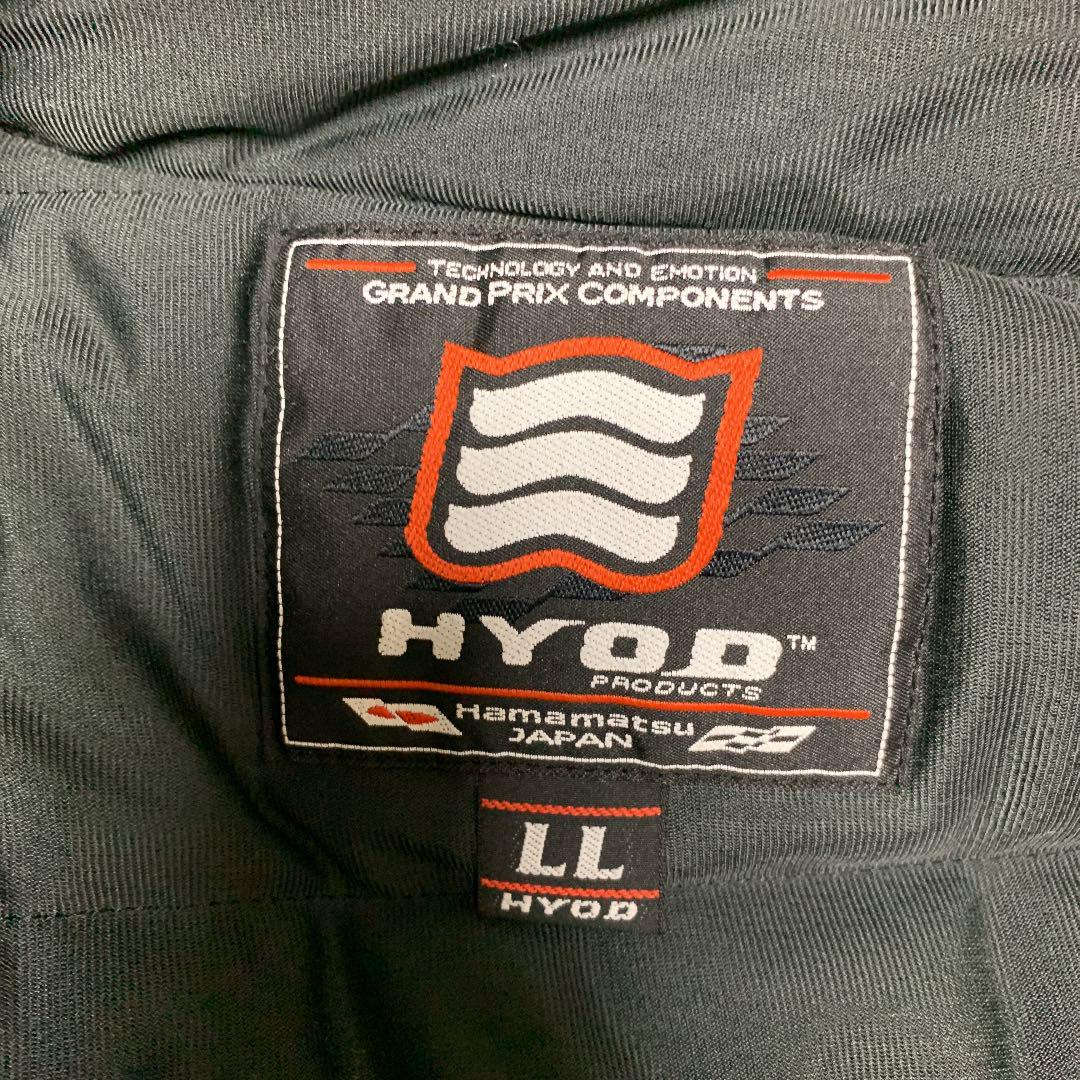 TECHNOLOGY AND EMOTION
GRAND PRIX COMPONENTS
HYOD™
PRODUCTS
Hamamatsu
JAPAN
LL
HYOD